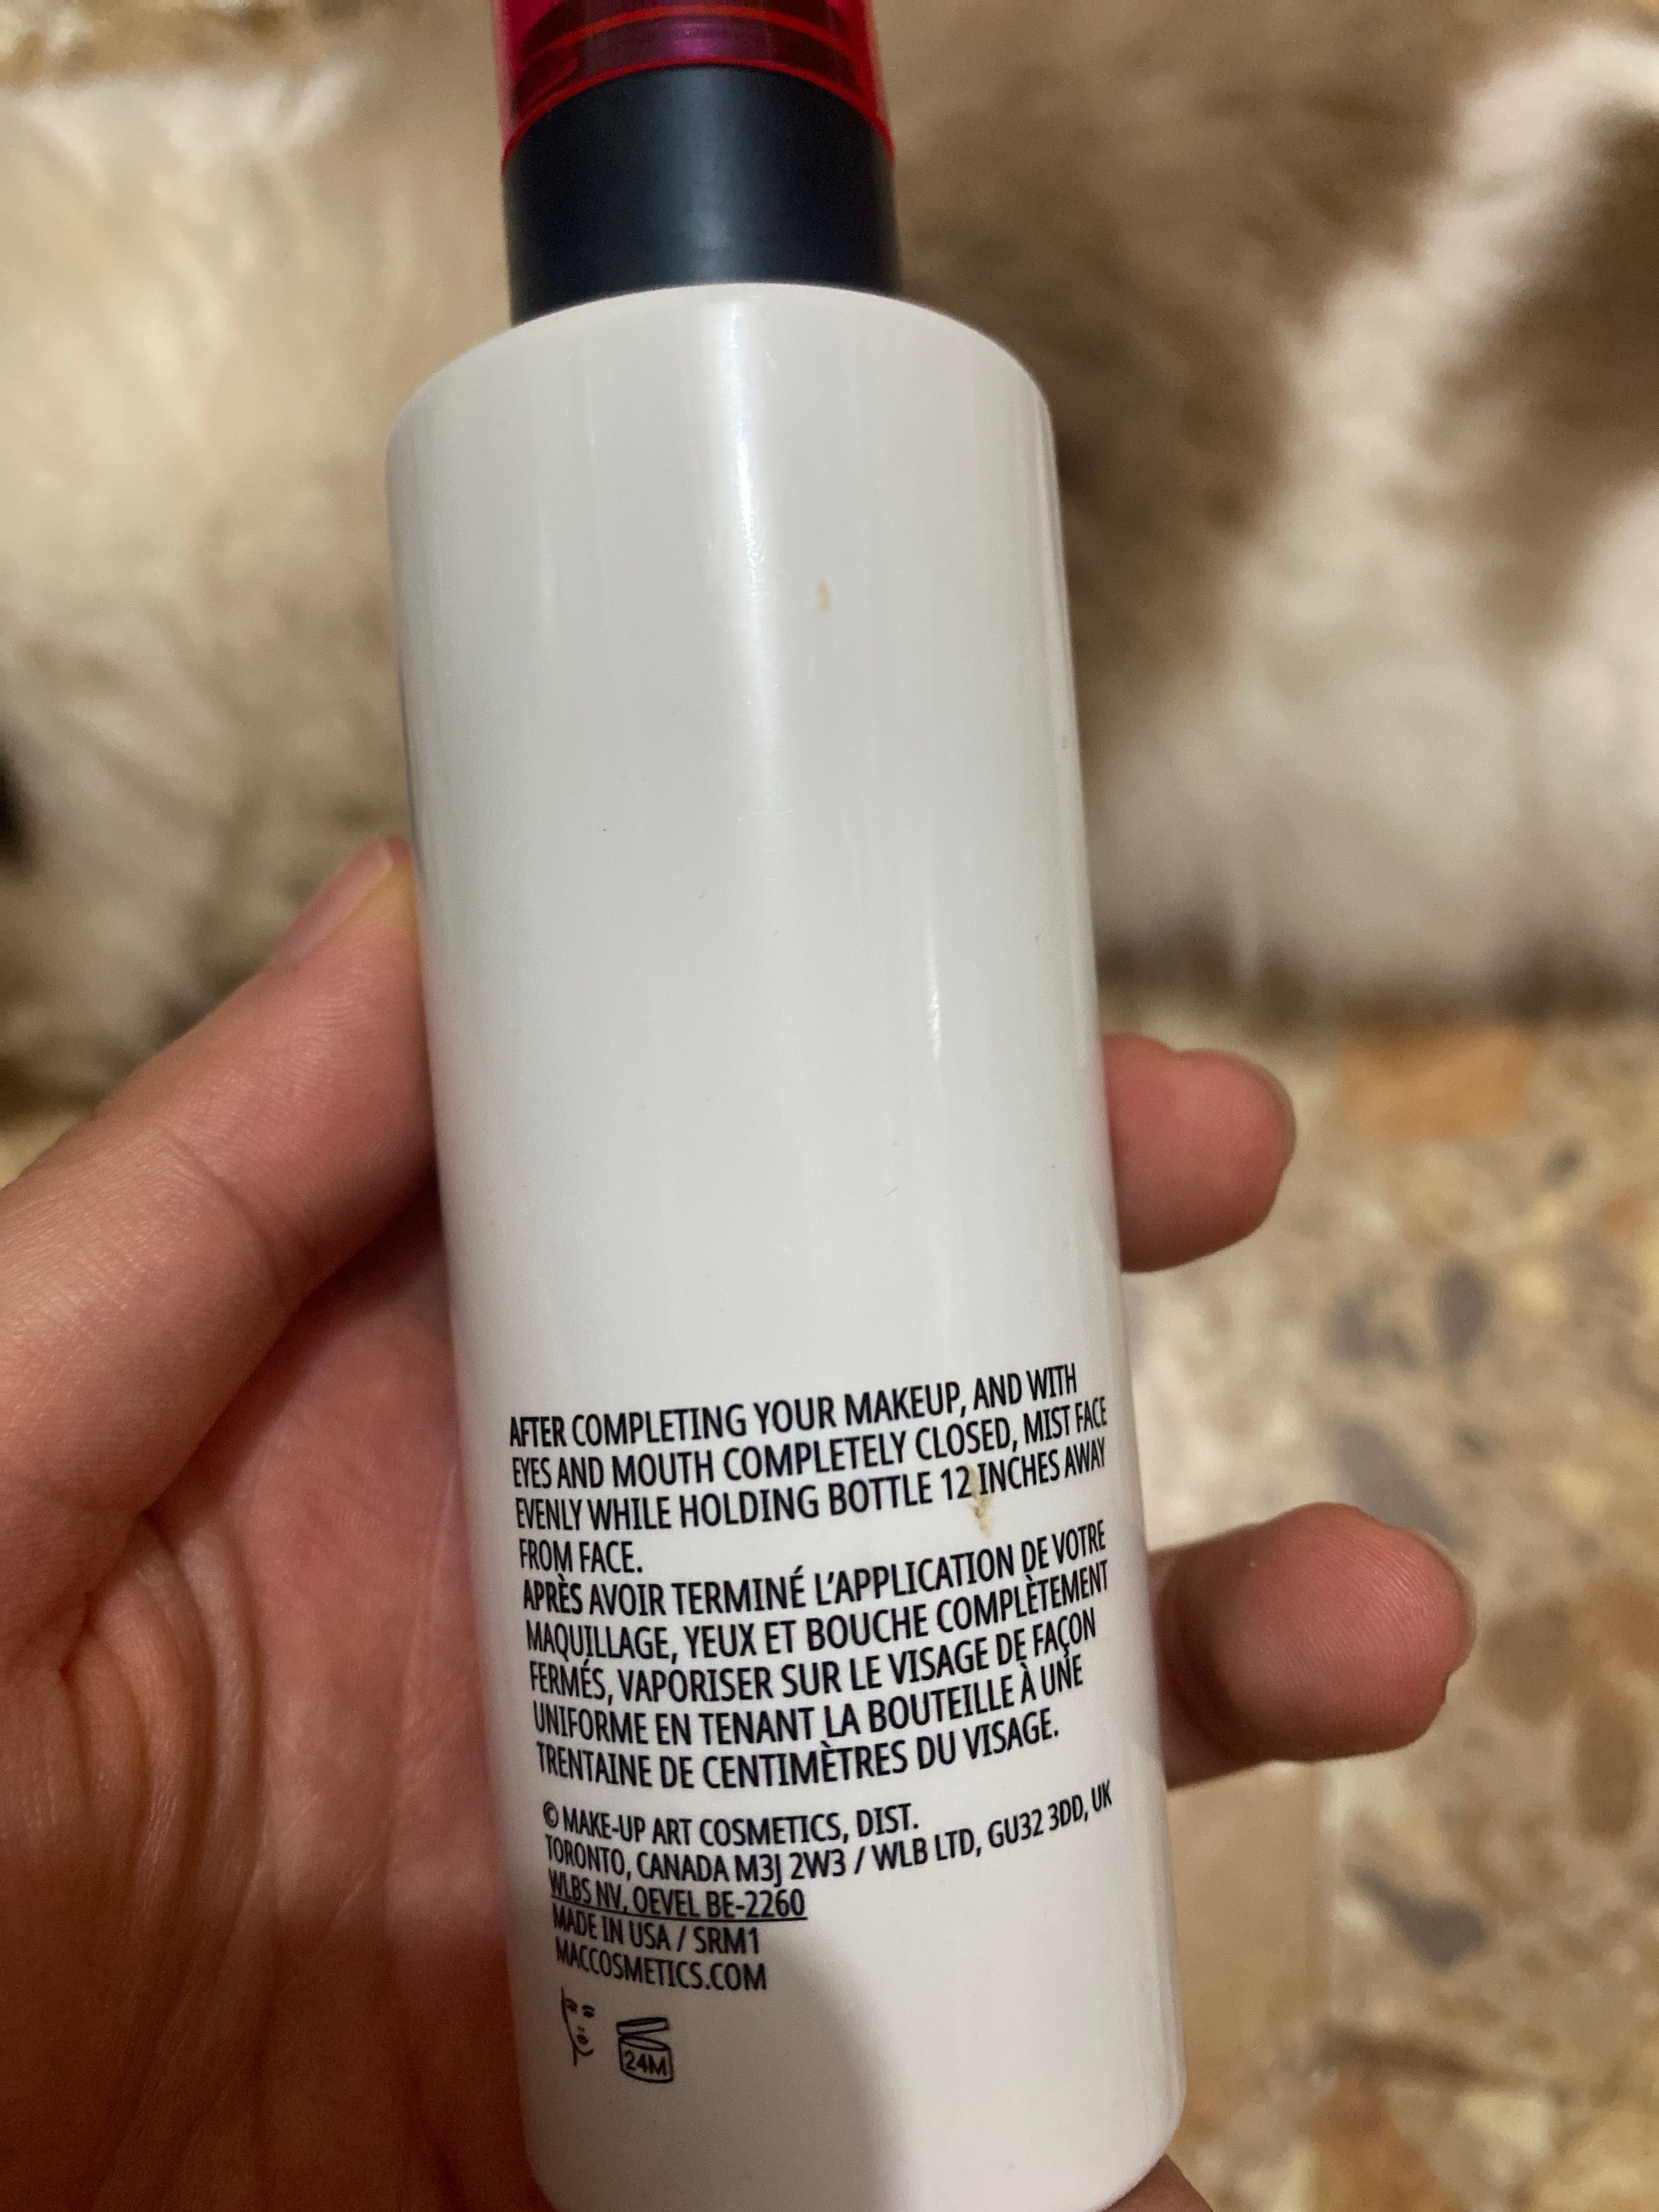 AFTER COMPLETING YOUR MAKEUP, AND WITH
EYES AND MOUTH COMPLETELY CLOSED, MIST FACE
EVENLY WHILE HOLDING BOTTLE 12 INCHES AWAY
FROM FACE.
APRÈS AVOIR TERMINÉ L'APPLICATION DE VOTRE
MAQUILLAGE, YEUX ET BOUCHE COMPLÈTEMENT
FERMÉS, VAPORISER SUR LE VISAGE DE FAÇON
UNIFORME EN TENANT LA BOUTEILLE À UNE
TRENTAINE DE CENTIMÈTRES DU VISAGE.
© MAKE-UP ART COSMETICS, DIST.
TORONTO, CANADA M3J 2W3 / WLB LTD, GU32 3DD, UK
WLBS NV, OEVEL BE-2260
MADE IN USA / SRM1
MACCOSMETICS.COM
24M